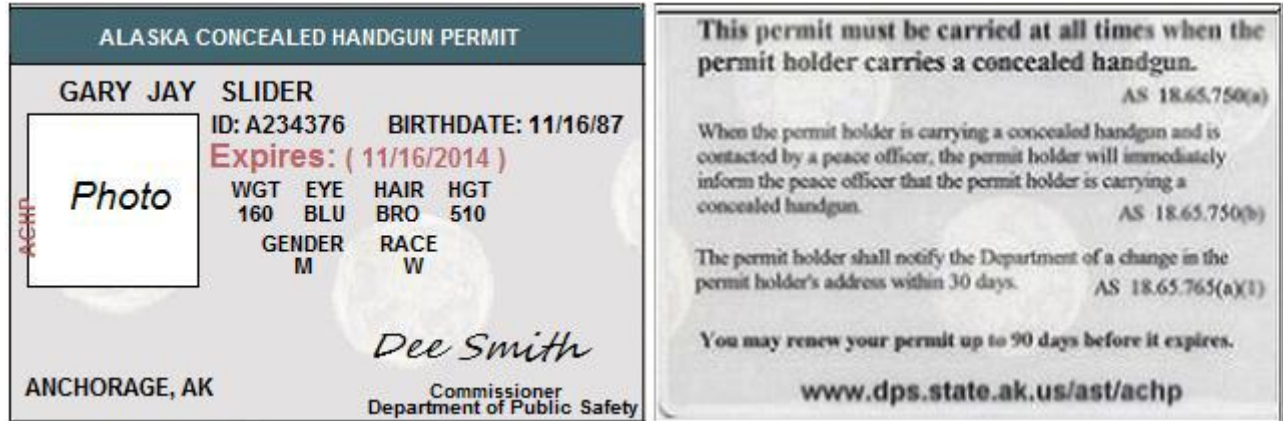 ALASKA CONCEALED HANDGUN PERMIT
GARY JAY SLIDER
ID: A234376 BIRTHDATE: 11/16/87
Expires: ( 11/16/2014 )
WGT EYE HAIR HGT
160 BLU BRO 510
GENDER RACE
M W
Photo
ACHP
Dee Smith
ANCHORAGE, AK
Commissioner
Department of Public Safety
This permit must be carried at all times when the
permit holder carries a concealed handgun.
AS 18.65.750(a)
When the permit holder is carrying a concealed handgun and is
contacted by a peace officer, the permit holder will immediately
inform the peace officer that the permit holder is carrying a
concealed handgun.
AS 18.65.750(b)
The permit holder shall notify the Department of a change in the
permit holder's address within 30 days.
AS 18.65.765(a)(1)
You may renew your permit up to 90 days before it expires.
www.dps.state.ak.us/ast/achp